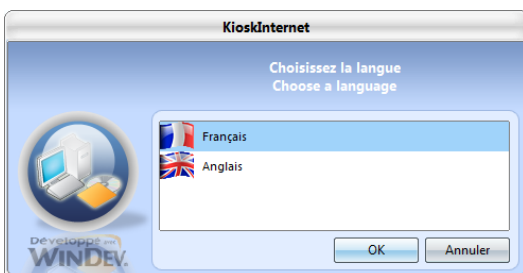 KioskInternet
Choisissez la langue
Choose a language
Français
Anglais
Développé avec
WINDEV.
OK
Annuler